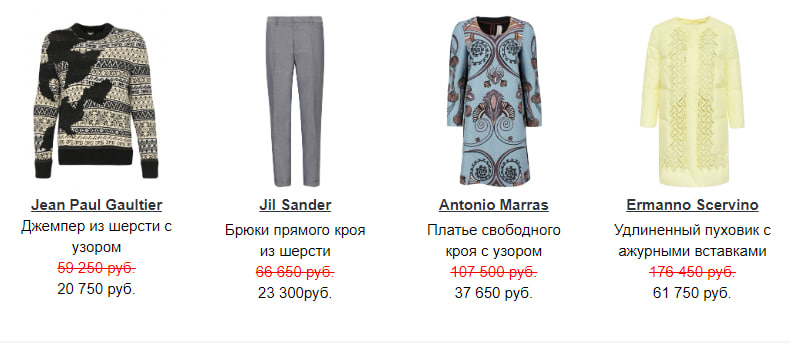 Jean Paul Gaultier
Джемпер из шерсти с
узором
59 250 руб.
20 750 руб.
Jil Sander
Брюки прямого кроя
из шерсти
66 650 руб.
23 300руб.
Antonio Marras
Платье свободного
кроя с узором
107 500 руб.
37 650 руб.
Ermanno Scervino
Удлиненный пуховик с
ажурными вставками
176 450 руб.
61 750 руб.